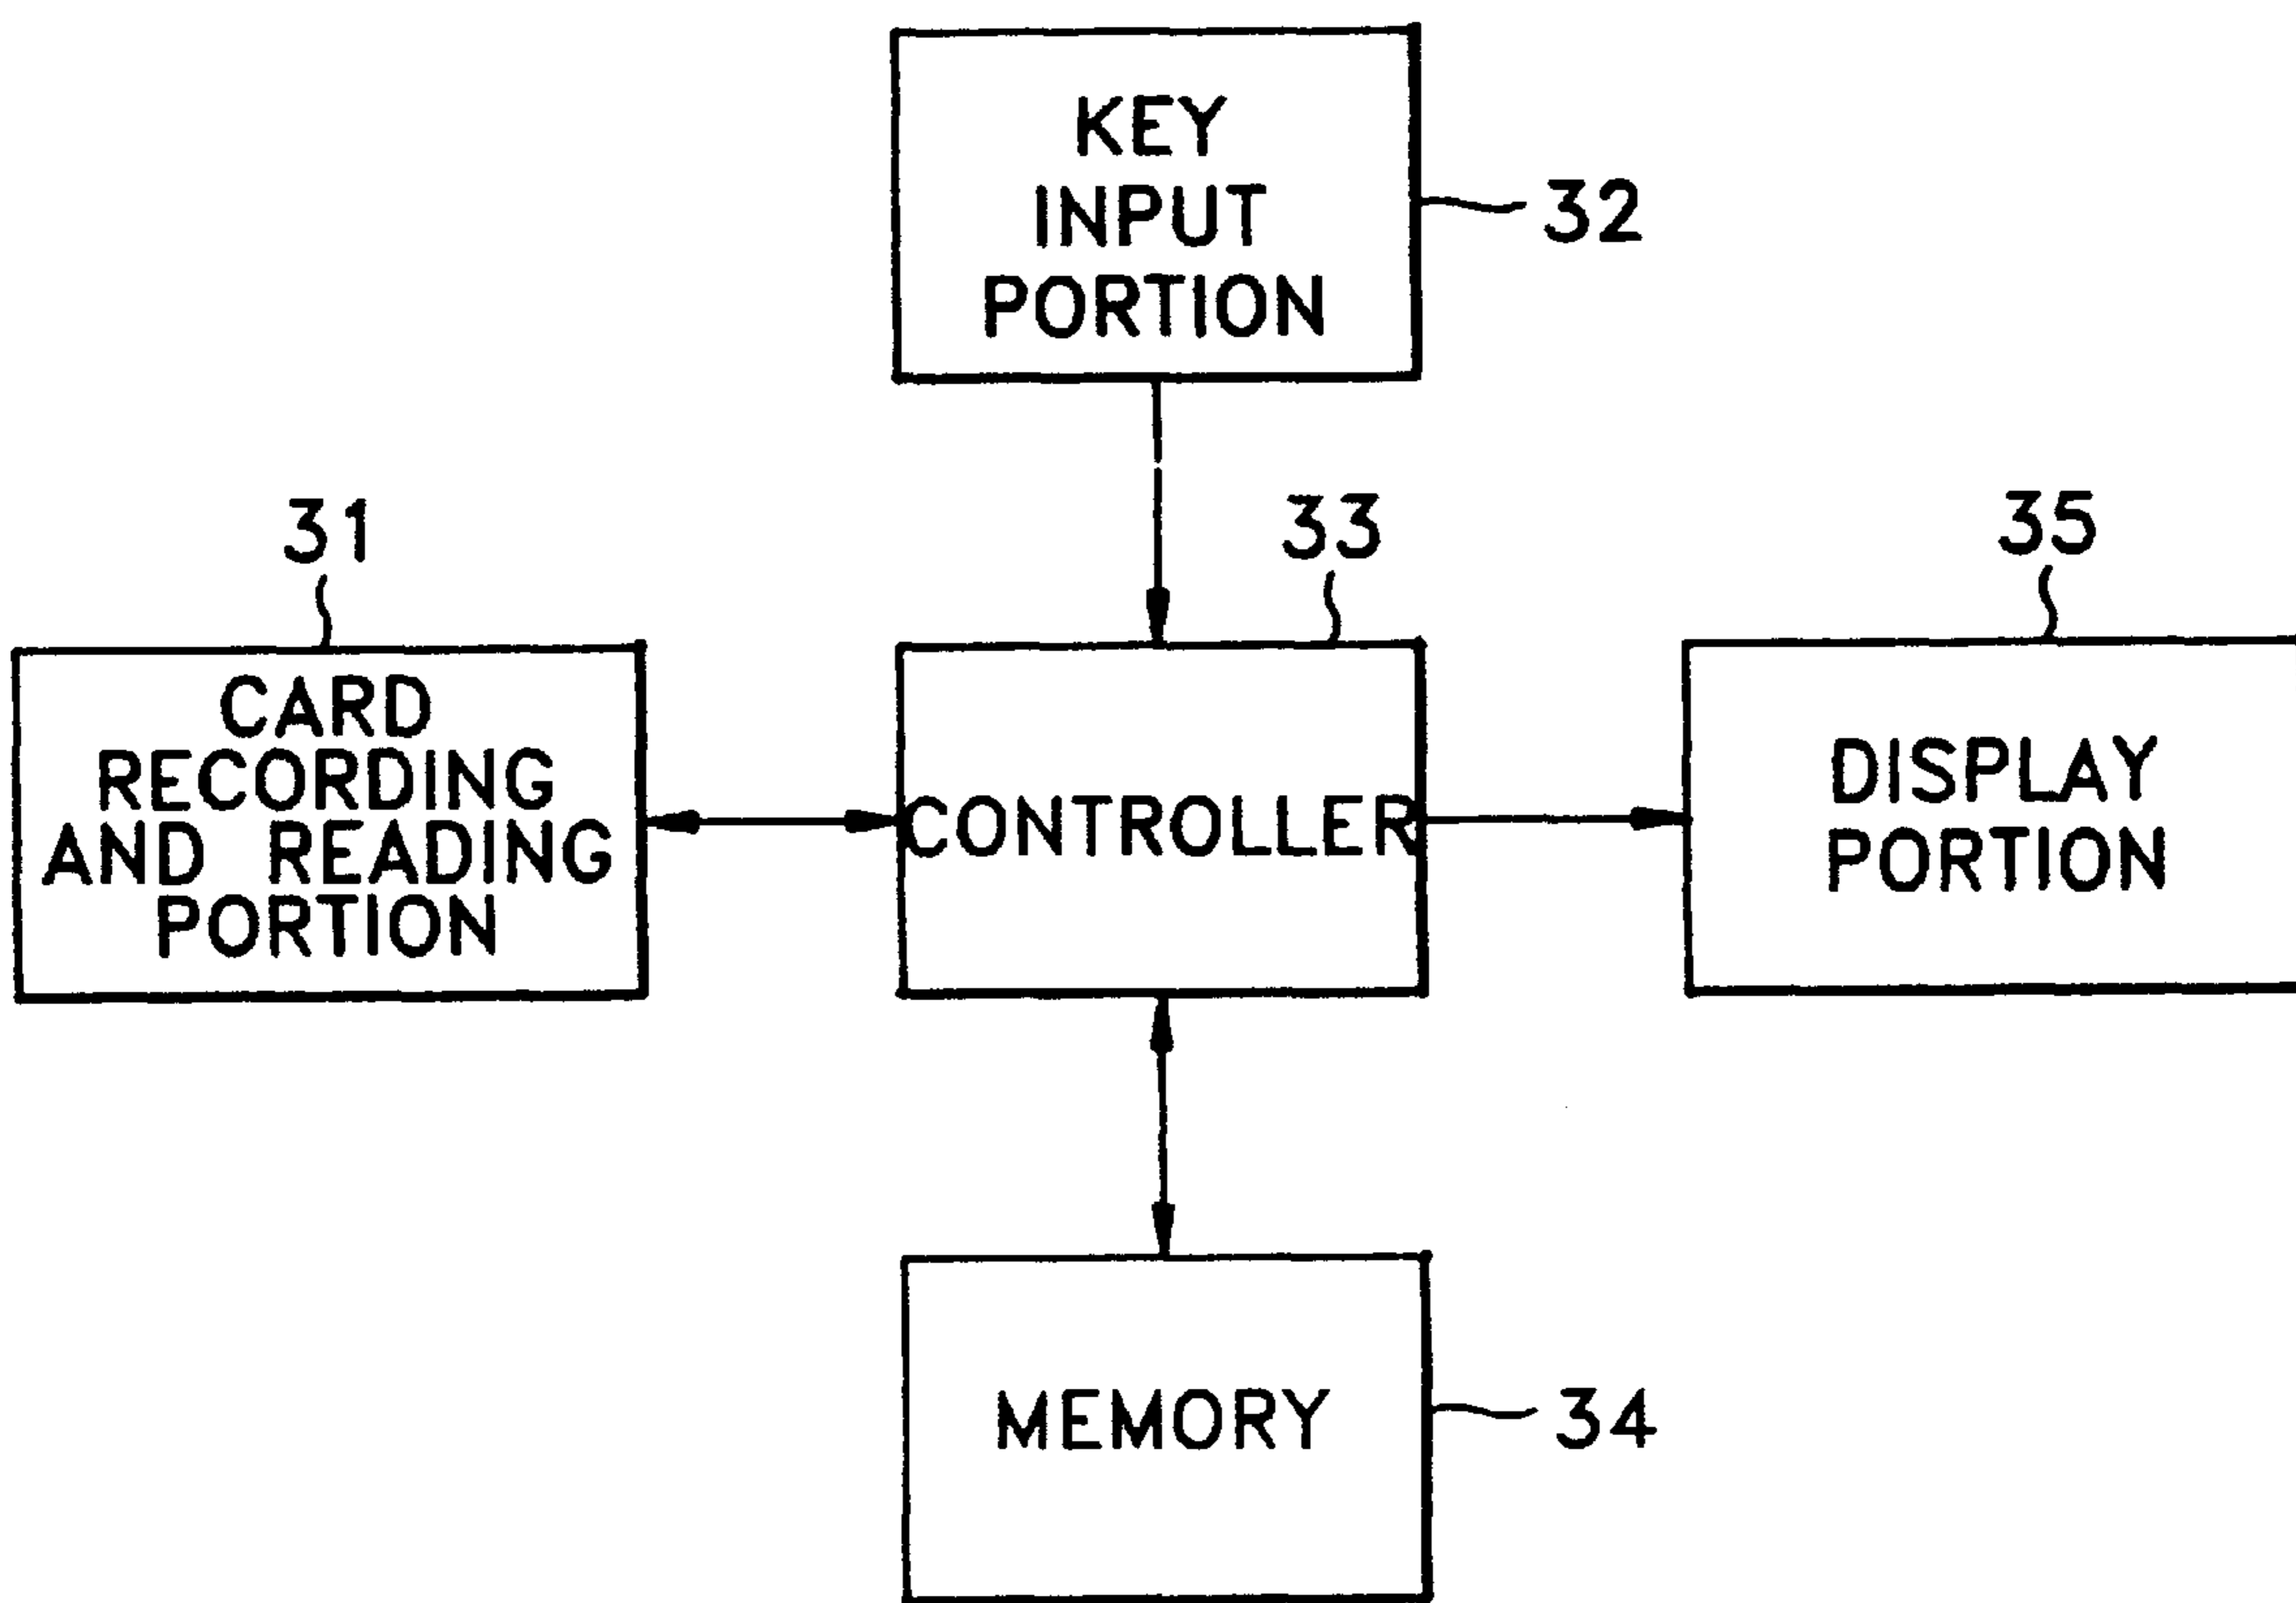 KEY
INPUT
PORTION
32
31
33
35
CARD
RECORDING
AND READING
PORTION
CONTROLLER
DISPLAY
PORTION
MEMORY
34